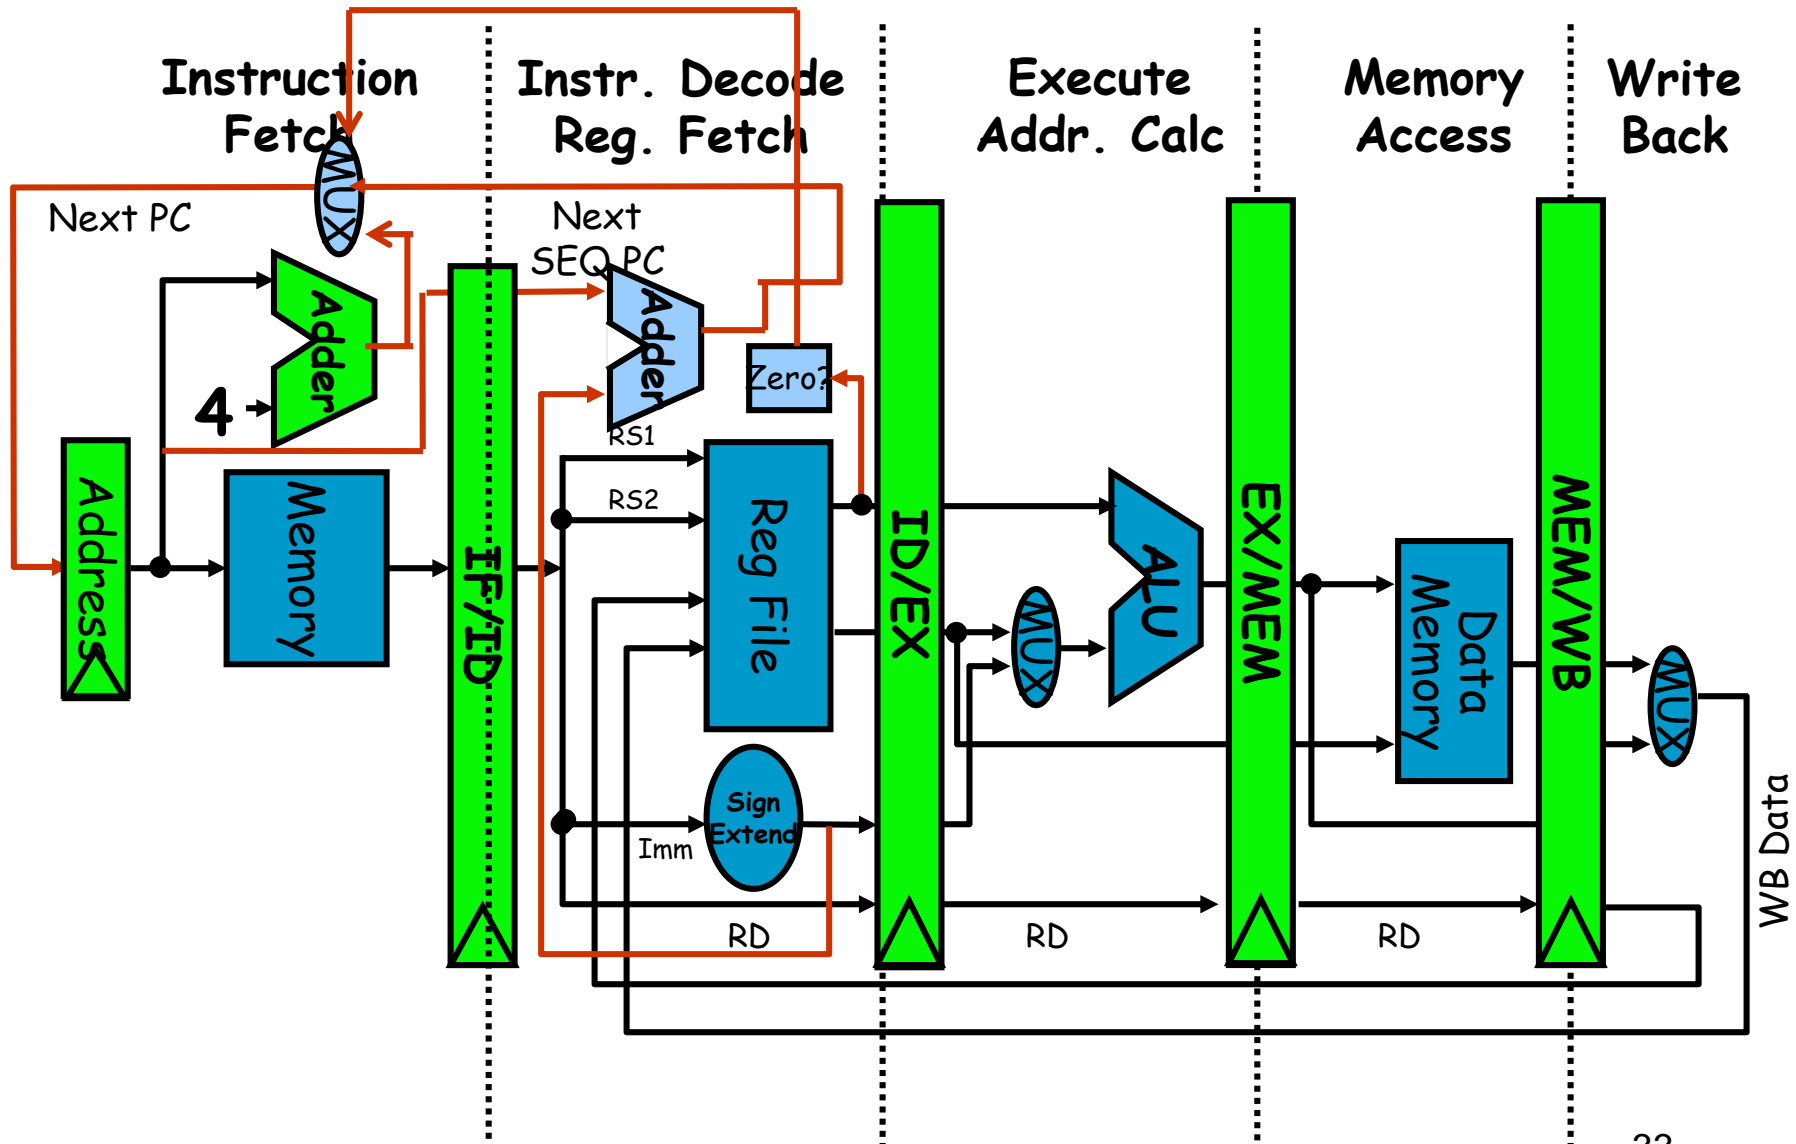 Instruction
Fetch
Instr. Decode
Reg. Fetch
Execute
Addr. Calc
Memory
Access
Write
Back
MUX
Next PC
Next
SEQ PC
Adder
Adder
Zero?
4
RS1
RS2
Address
Memory
IF/ID
Reg File
ID/EX
MUX
ALU
EX/MEM
Data
Memory
MEM/WB
MUX
Sign
Extend
Imm
WB Data
RD
RD
RD